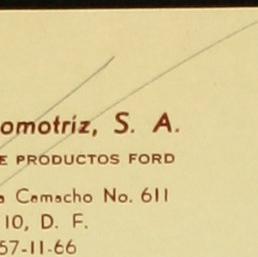 omotriz, S. A.
E PRODUCTOS FORD
a Camacho No. 611
10, D. F.
57-11-66